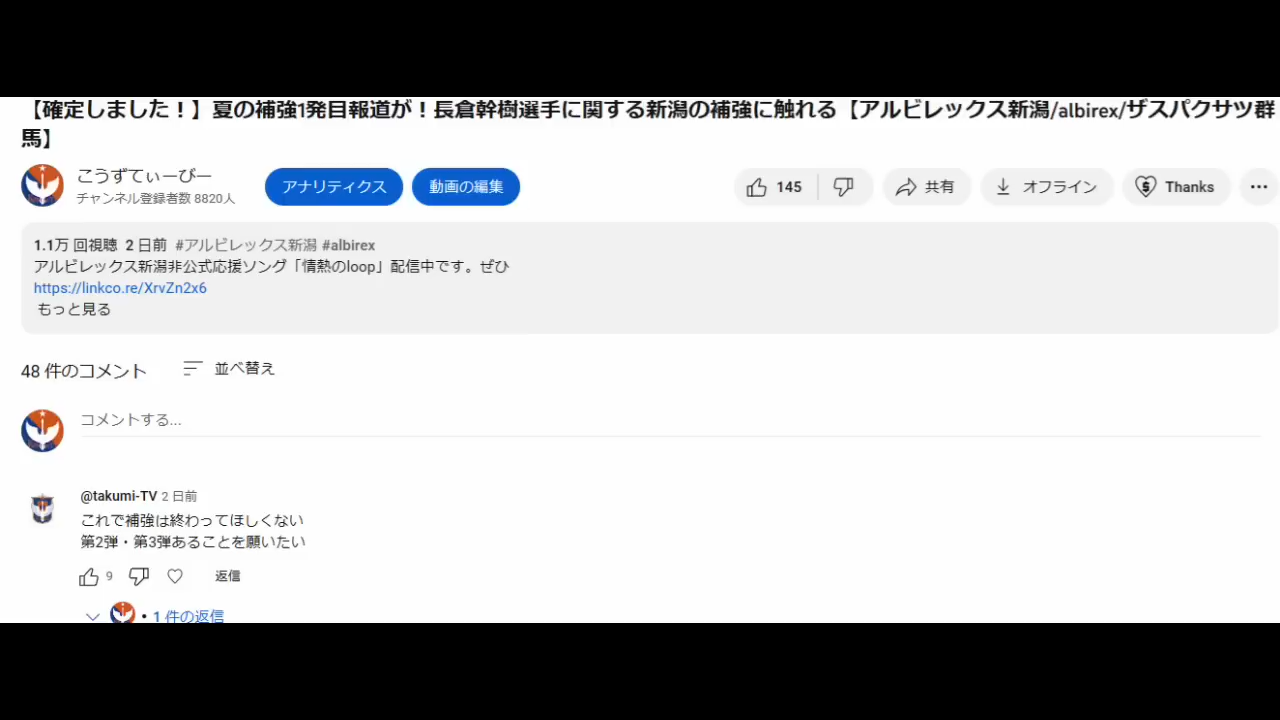 【確定しました！】夏の補強1発目報道が！長倉幹樹選手に関する新潟の補強に触れる【アルビレックス新潟/albirex/ザスパクサツ群
馬】
こうずてぃーびー
チャンネル登録者数 8820人
アナリティクス
動画の編集
145
共有
オフライン
Thanks
1.1万 回視聴 2 日前 #アルビレックス新潟 #albirex
アルビレックス新潟非公式応援ソング「情熱のloop」配信中です。ぜひ
https://linkco.re/XrvZn2x6
もっと見る
48 件のコメント
並べ替え
コメントする...
@takumi-TV 2 日前
これで補強は終わってほしくない
第2弾・第3弾あることを願いたい
9
返信
・1 件の返信